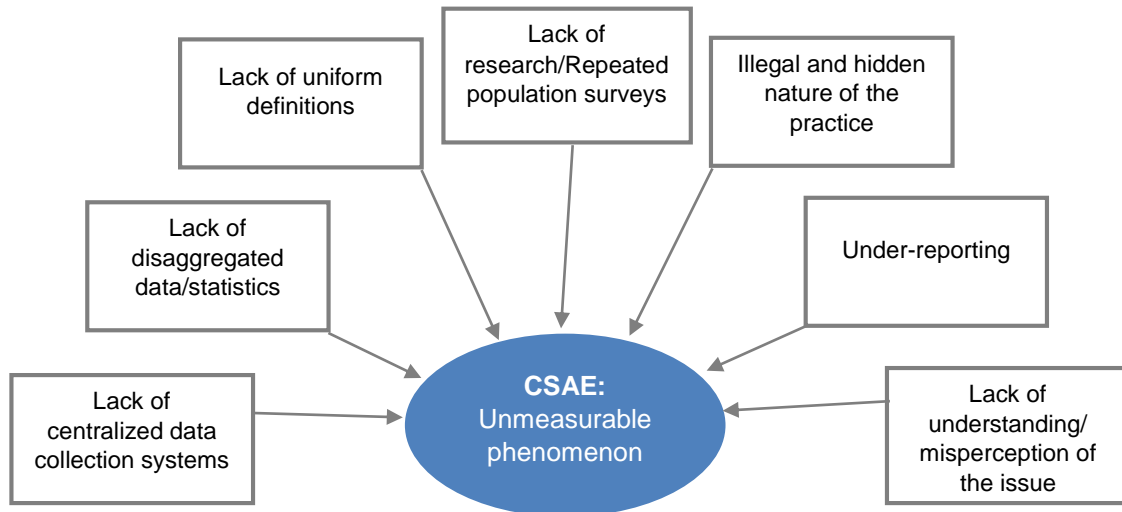 Lack of
research/Repeated
population surveys
Lack of uniform
definitions
Illegal and hidden
nature of the
practice
Lack of
disaggregated
data/statistics
Under-reporting
Lack of
centralized data
collection systems
CSAE:
Unmeasurable
phenomenon
Lack of
understanding/
misperception of
the issue